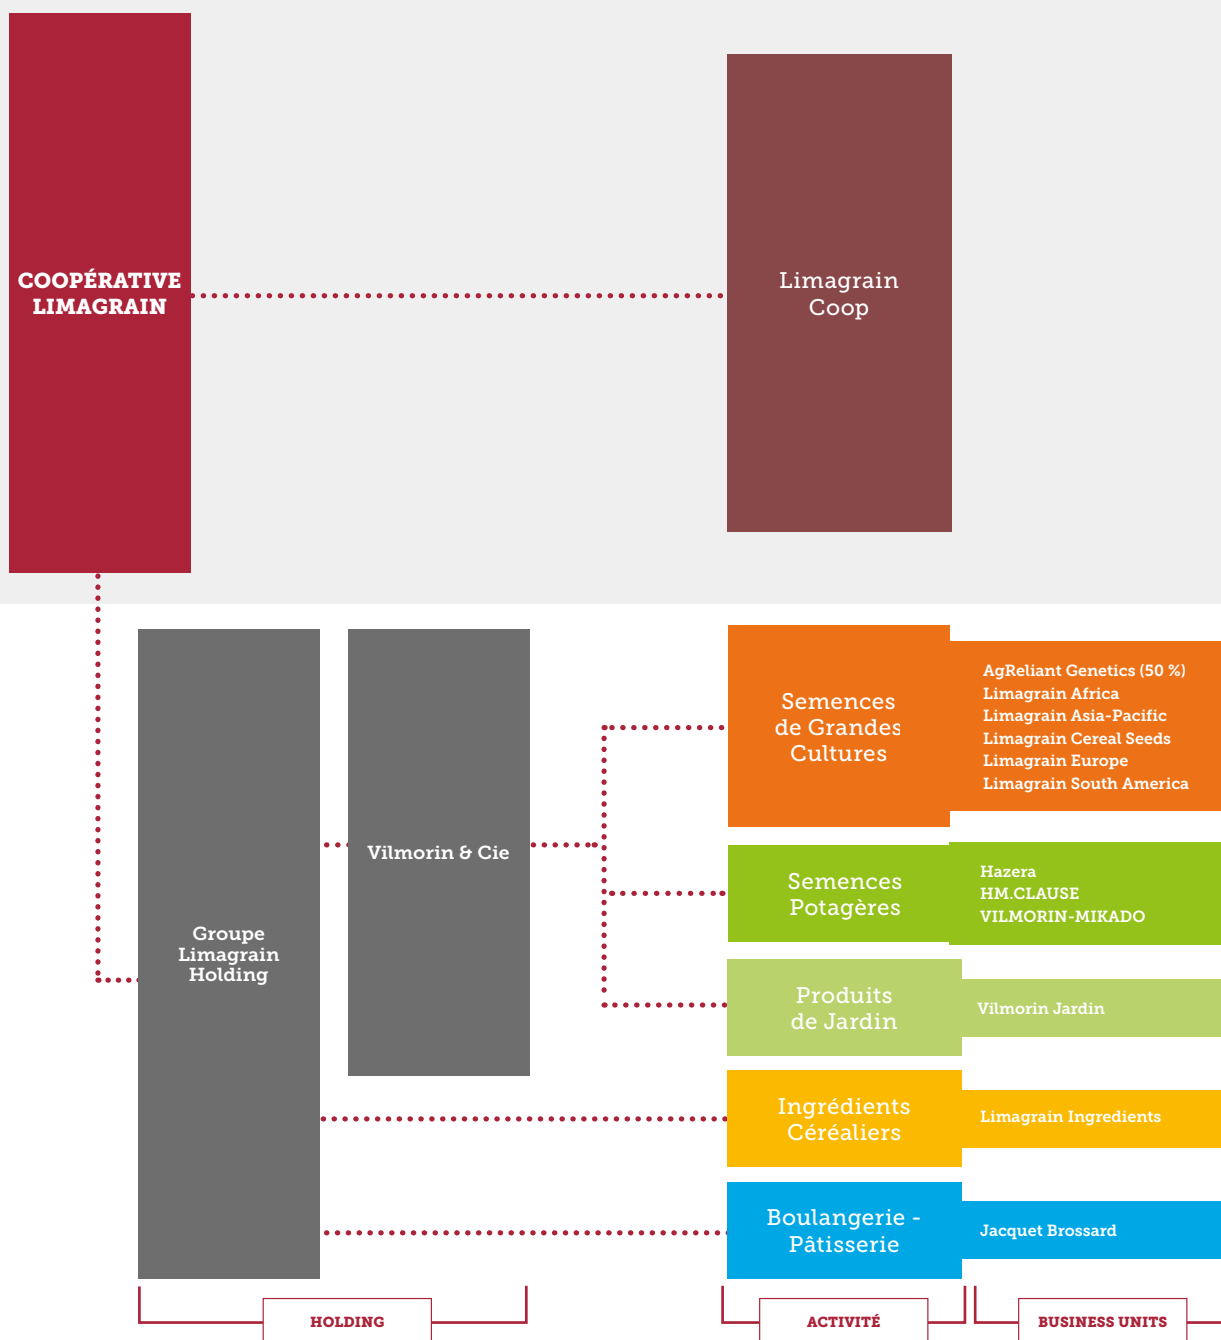 COOPÉRATIVE
LIMAGRAIN
Limagrain
Coop
Groupe
Limagrain
Holding
Vilmorin & Cie
Semences
de Grandes
Cultures
AgReliant Genetics (50 %)
Limagrain Africa
Limagrain Asia-Pacific
Limagrain Cereal Seeds
Limagrain Europe
Limagrain South America
Semences
Potagères
Hazera
HM.CLAUSE
VILMORIN-MIKADO
Produits
de Jardin
Vilmorin Jardin
Ingrédients
Céréaliers
Limagrain Ingredients
Boulangerie -
Pâtisserie
Jacquet Brossard
HOLDING
ACTIVITÉ
BUSINESS UNITS